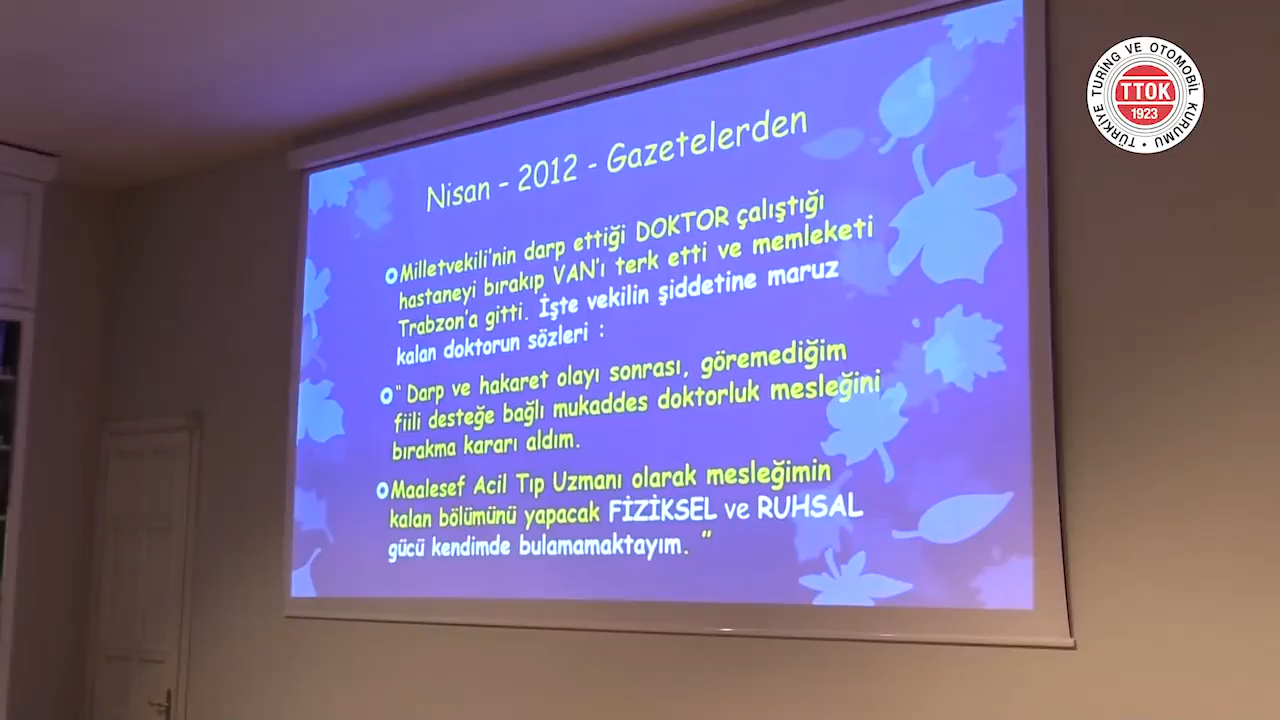 Nisan - 2012 - Gazetelerden
Milletvekili'nin darp ettiği DOKTOR çalıştığı
hastaneyi bırakıp VAN'ı terk etti ve memleketi
Trabzon'a gitti. İşte vekilin şiddetine maruz
kalan doktorun sözleri :
" Darp ve hakaret olayı sonrası, göremediğim
fiili desteğe bağlı mukaddes doktorluk mesleğini
bırakma kararı aldım.
Maalesef Acil Tıp Uzmanı olarak mesleğimin
kalan bölümünü yapacak FİZİKSEL ve RUHSAL
gücü kendimde bulamamaktayım. "
TÜRKİYE TURİNG VE OTOMOBİL KURUMU
TTOK
1923